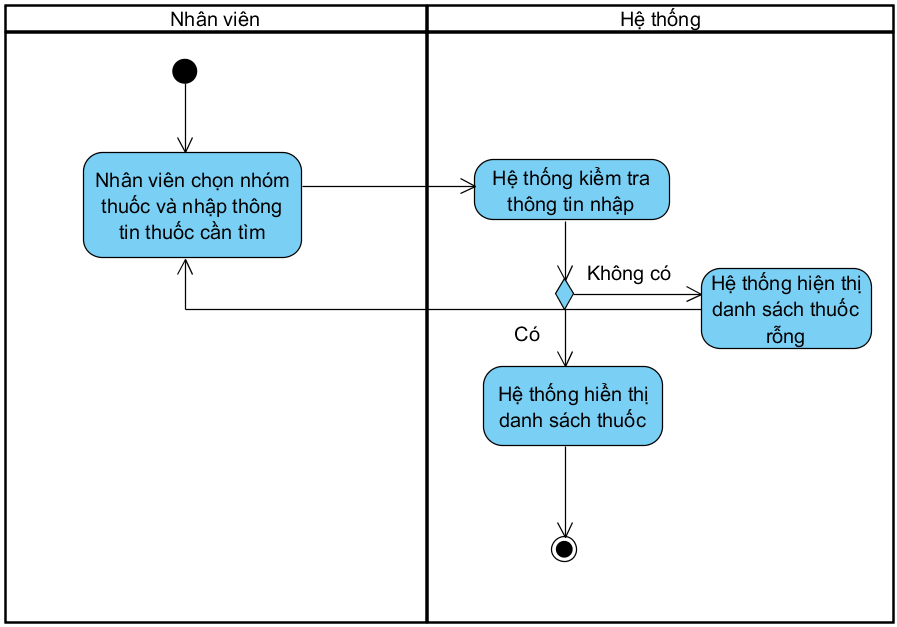 Nhân viên
Hệ thống
Nhân viên chọn nhóm
thuốc và nhập thông
tin thuốc cần tìm
Hệ thống kiểm tra
thông tin nhập
Không có
Hệ thống hiện thị
danh sách thuốc
rỗng
Có
Hệ thống hiển thị
danh sách thuốc